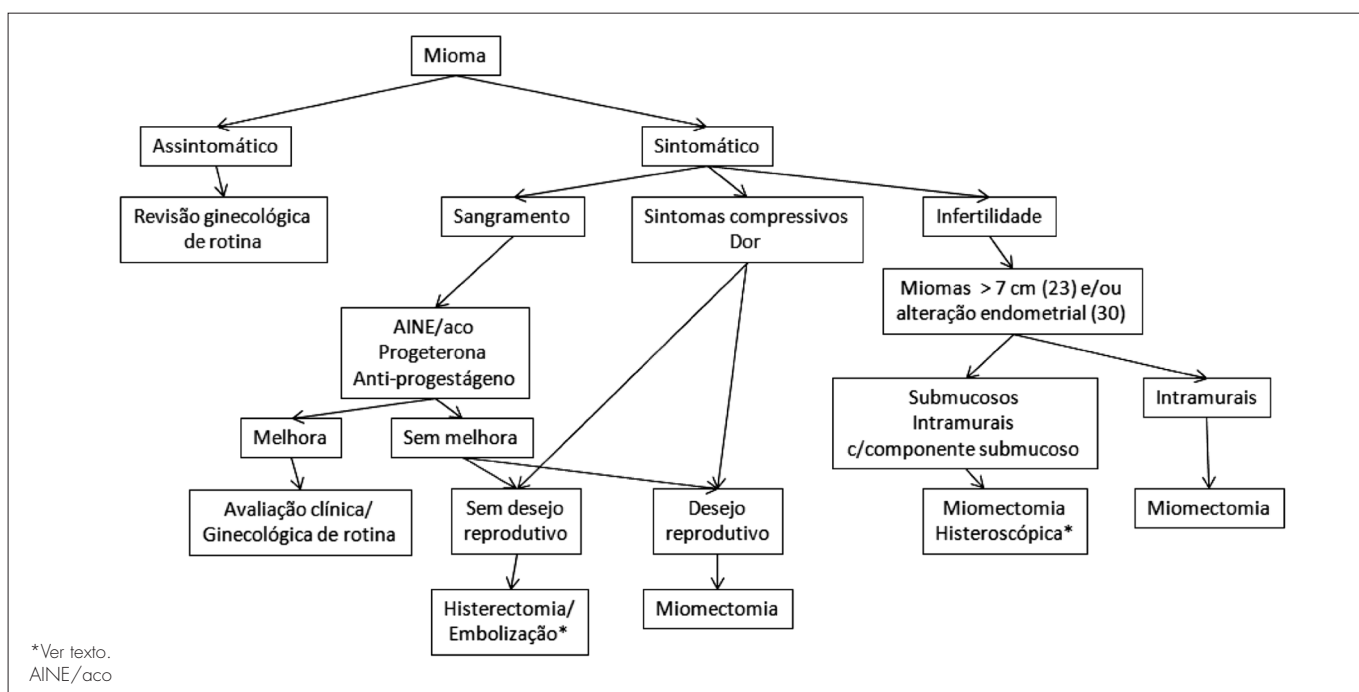 Mioma
Assintomático
Sintomático
Revisão ginecológica
de rotina
Sangramento
Sintomas compressivos
Dor
Infertilidade
Miomas > 7 cm (23) e/ou
alteração endometrial (30)
AINE/aco
Progeterona
Anti-progestágeno
Submucosos
Intramurais
c/componente submucoso
Intramurais
Melhora
Sem melhora
Avaliação clínica/
Ginecológica de rotina
Sem desejo
reprodutivo
Desejo
reprodutivo
Miomectomia
Histeroscópica*
Miomectomia
Histerectomia/
Embolização*
Miomectomia
*Ver texto.
AINE/aco